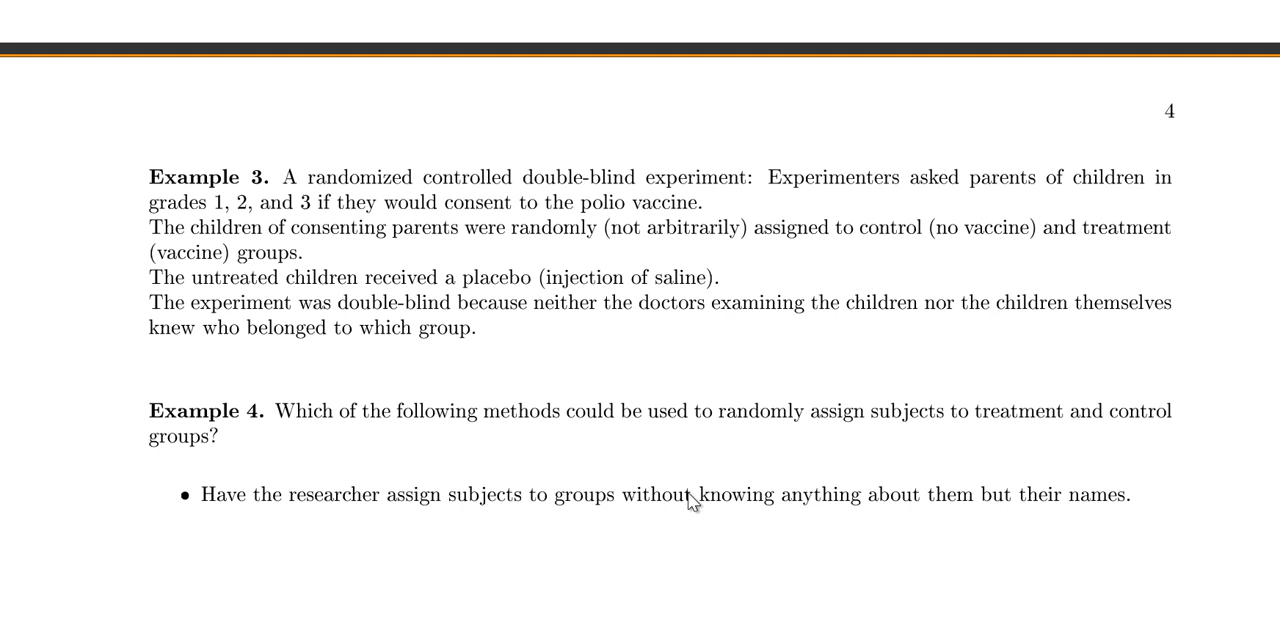 4
Example 3. A randomized controlled double-blind experiment: Experimenters asked parents of children in
grades 1, 2, and 3 if they would consent to the polio vaccine.
The children of consenting parents were randomly (not arbitrarily) assigned to control (no vaccine) and treatment
(vaccine) groups.
The untreated children received a placebo (injection of saline).
The experiment was double-blind because neither the doctors examining the children nor the children themselves
knew who belonged to which group.
Example 4. Which of the following methods could be used to randomly assign subjects to treatment and control
groups?
• Have the researcher assign subjects to groups without knowing anything about them but their names.